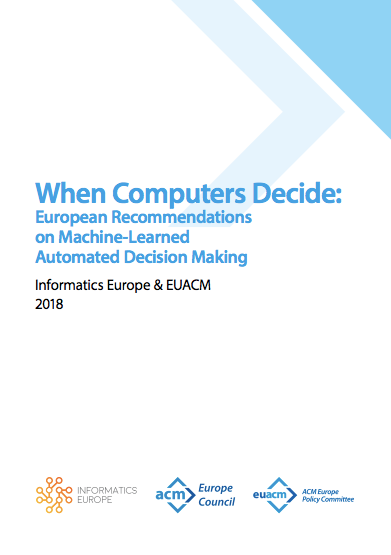 When Computers Decide:
European Recommendations
on Machine-Learned
Automated Decision Making
Informatics Europe & EUACM
2018
INFORMATICS
EUROPE
acm
Europe
Council
euacm
ACM Europe
Policy Committee